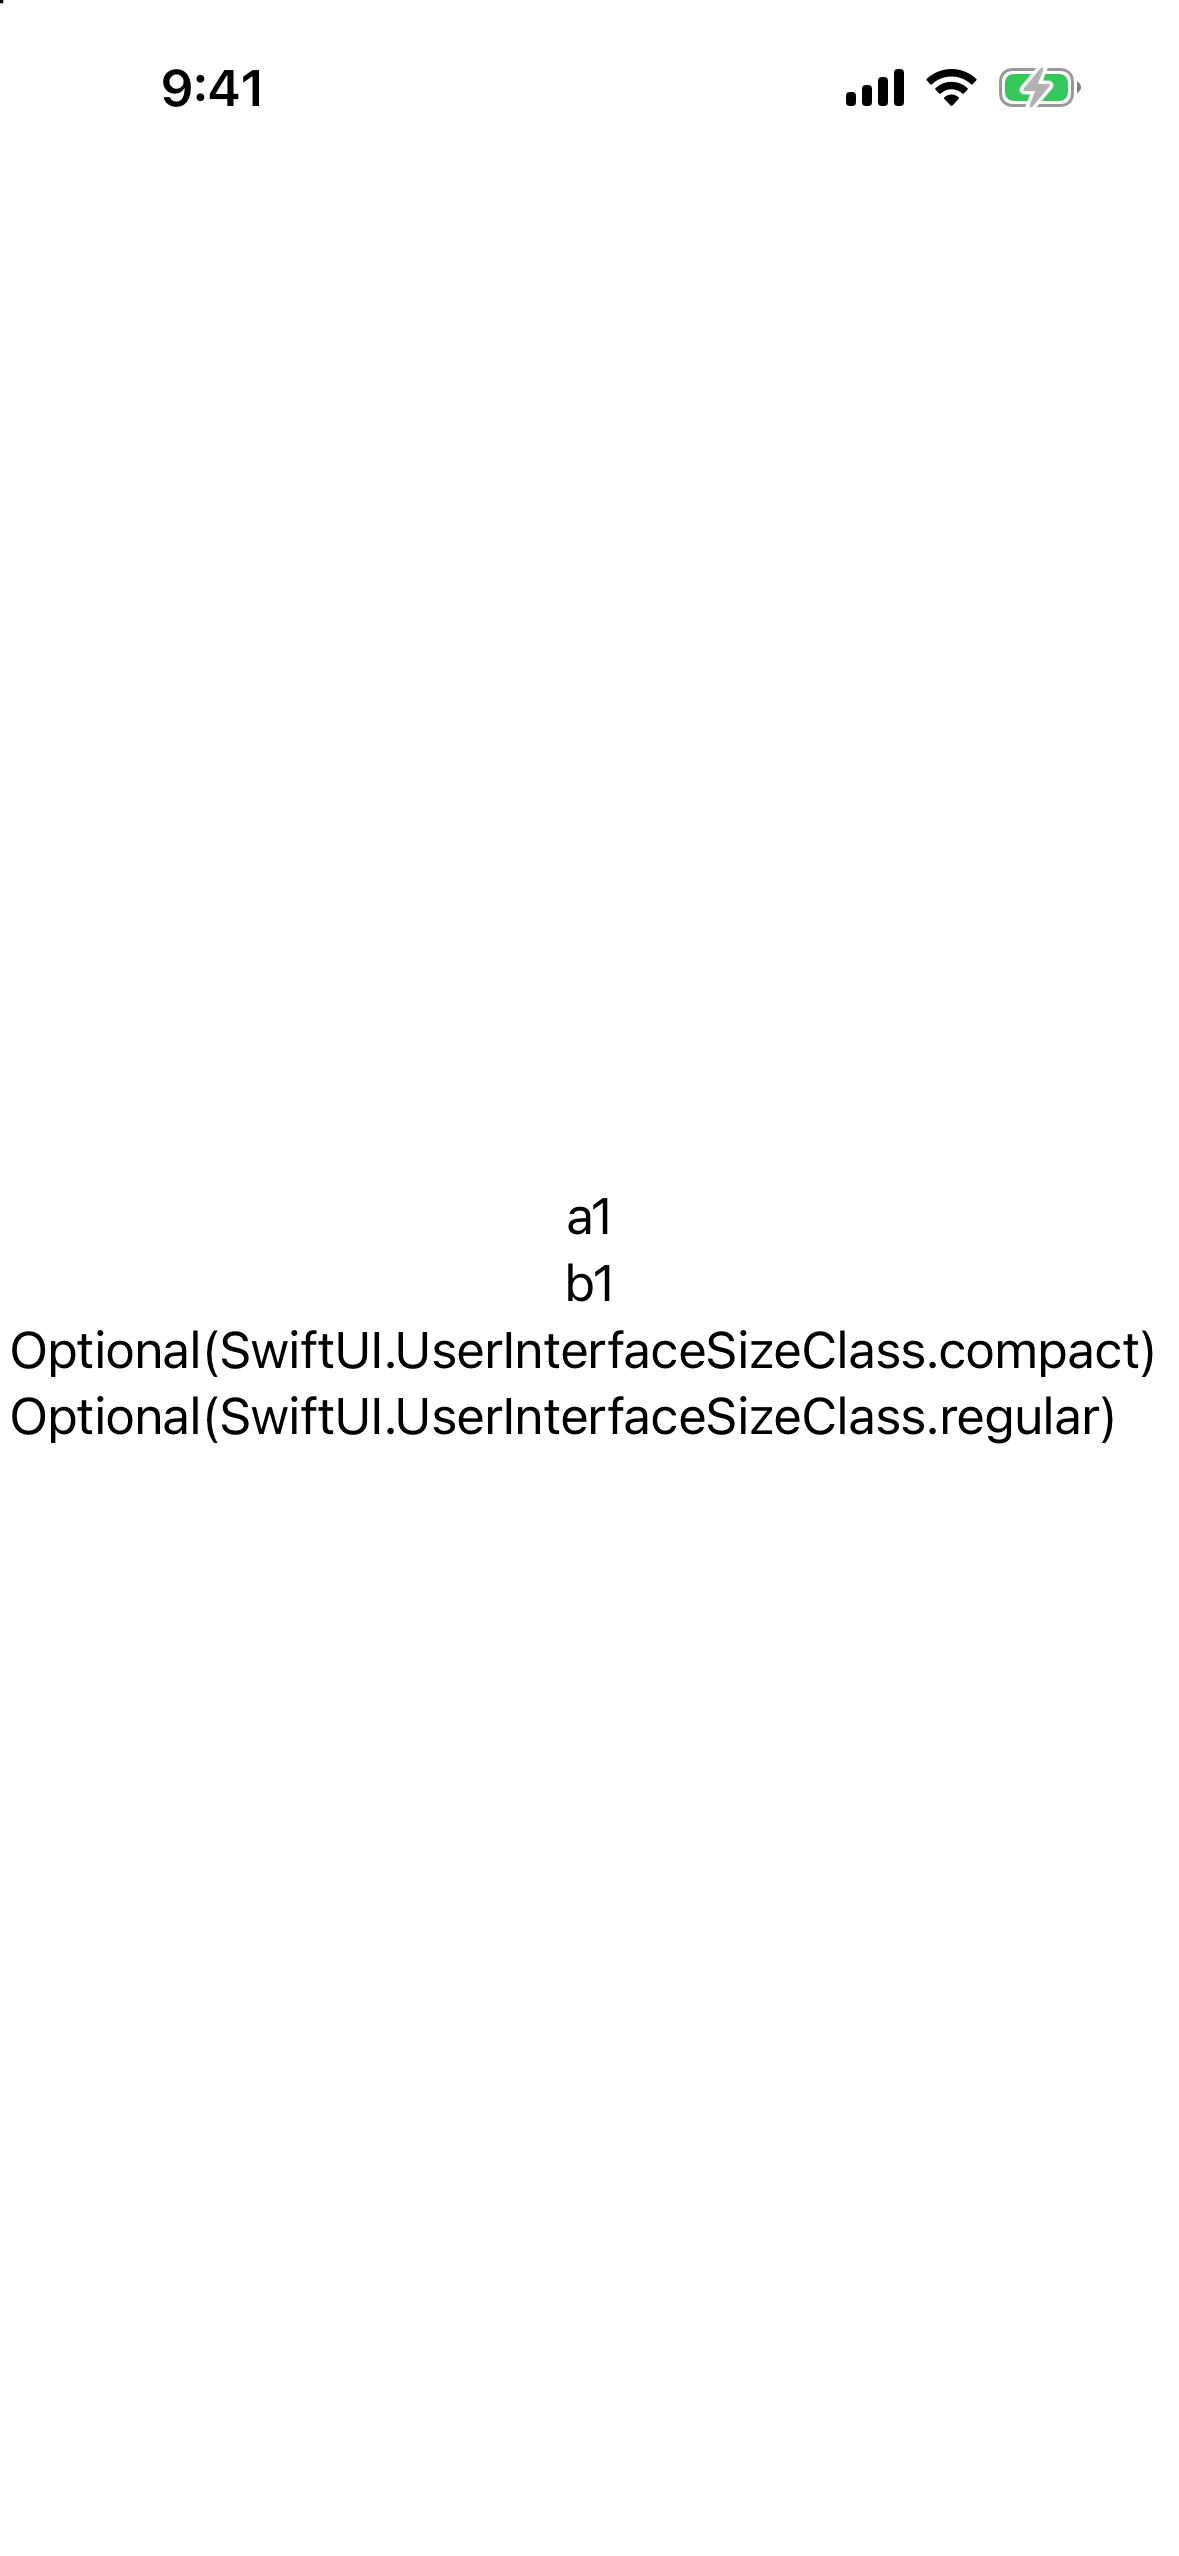 9:41
a1
b1
Optional(SwiftUI.UserInterfaceSizeClass.compact)
Optional(SwiftUI.UserInterfaceSizeClass.regular)